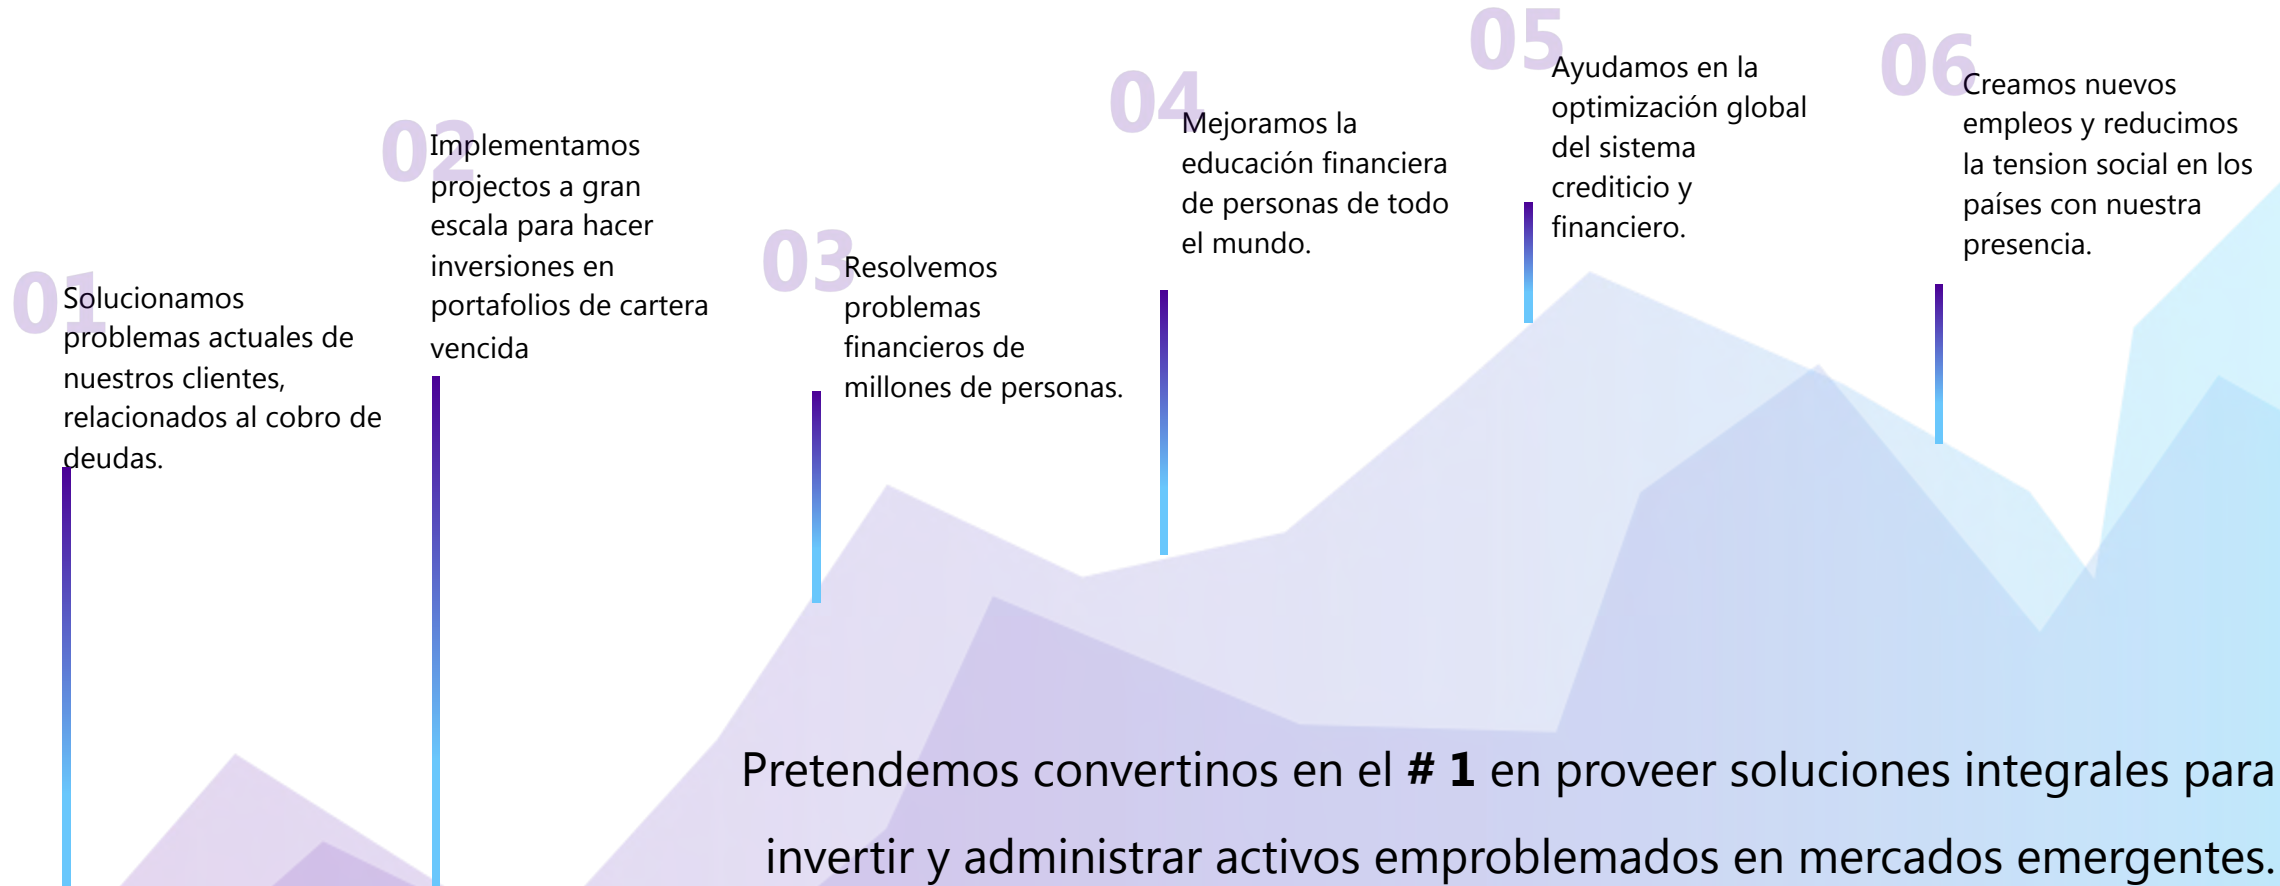 01
Solucionamos
problemas actuales de
nuestros clientes,
relacionados al cobro de
deudas.
02
Implementamos
projectos a gran
escala para hacer
inversiones en
portafolios de cartera
vencida
03
Resolvemos
problemas
financieros de
millones de personas.
04
Mejoramos la
educación financiera
de personas de todo
el mundo.
05
Ayudamos en la
optimización global
del sistema
crediticio y
financiero.
06
Creamos nuevos
empleos y reducimos
la tension social en los
países con nuestra
presencia.
Pretendemos convertinos en el # 1 en proveer soluciones integrales para
invertir y administrar activos emproblemados en mercados emergentes.